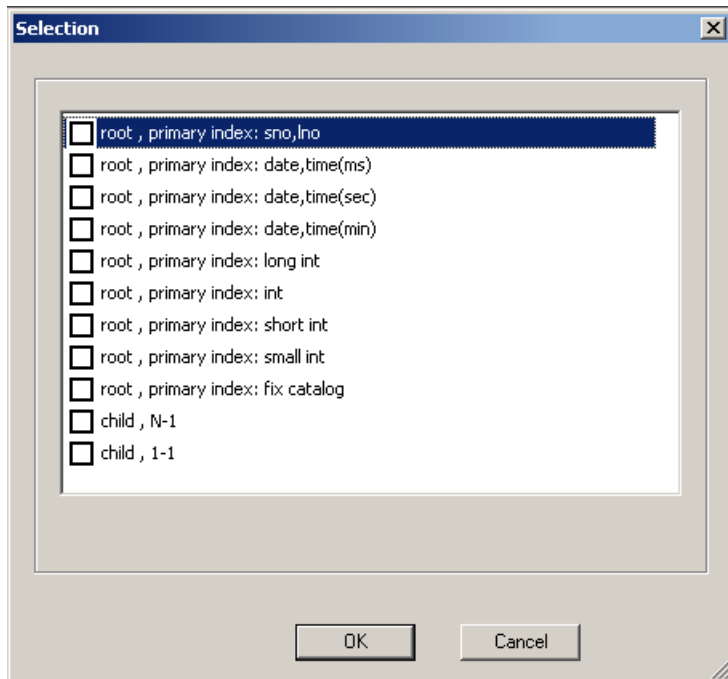 Selection
root , primary index: sno,lno
root , primary index: date,time(ms)
root , primary index: date,time(sec)
root , primary index: date,time(min)
root , primary index: long int
root , primary index: int
root , primary index: short int
root , primary index: small int
root , primary index: fix catalog
child , N-1
child , 1-1
OK
Cancel